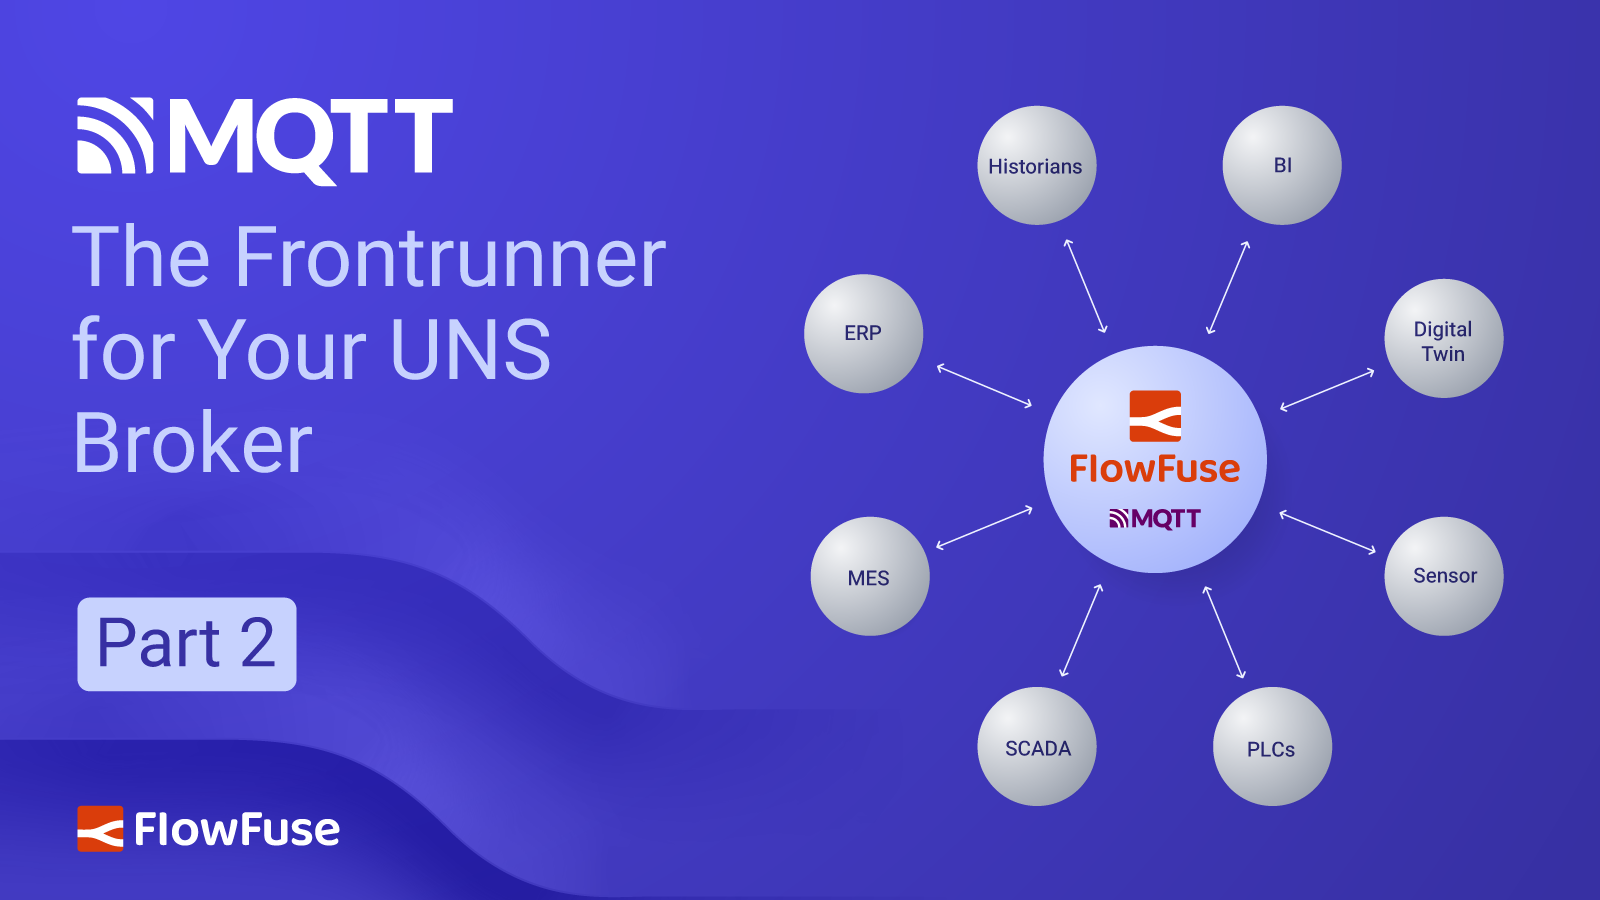 MQTT
The Frontrunner
for Your UNS
Broker
Part 2
FlowFuse
Historians
BI
ERP
Digital
Twin
FlowFuse
MQTT
MES
Sensor
SCADA
PLCs